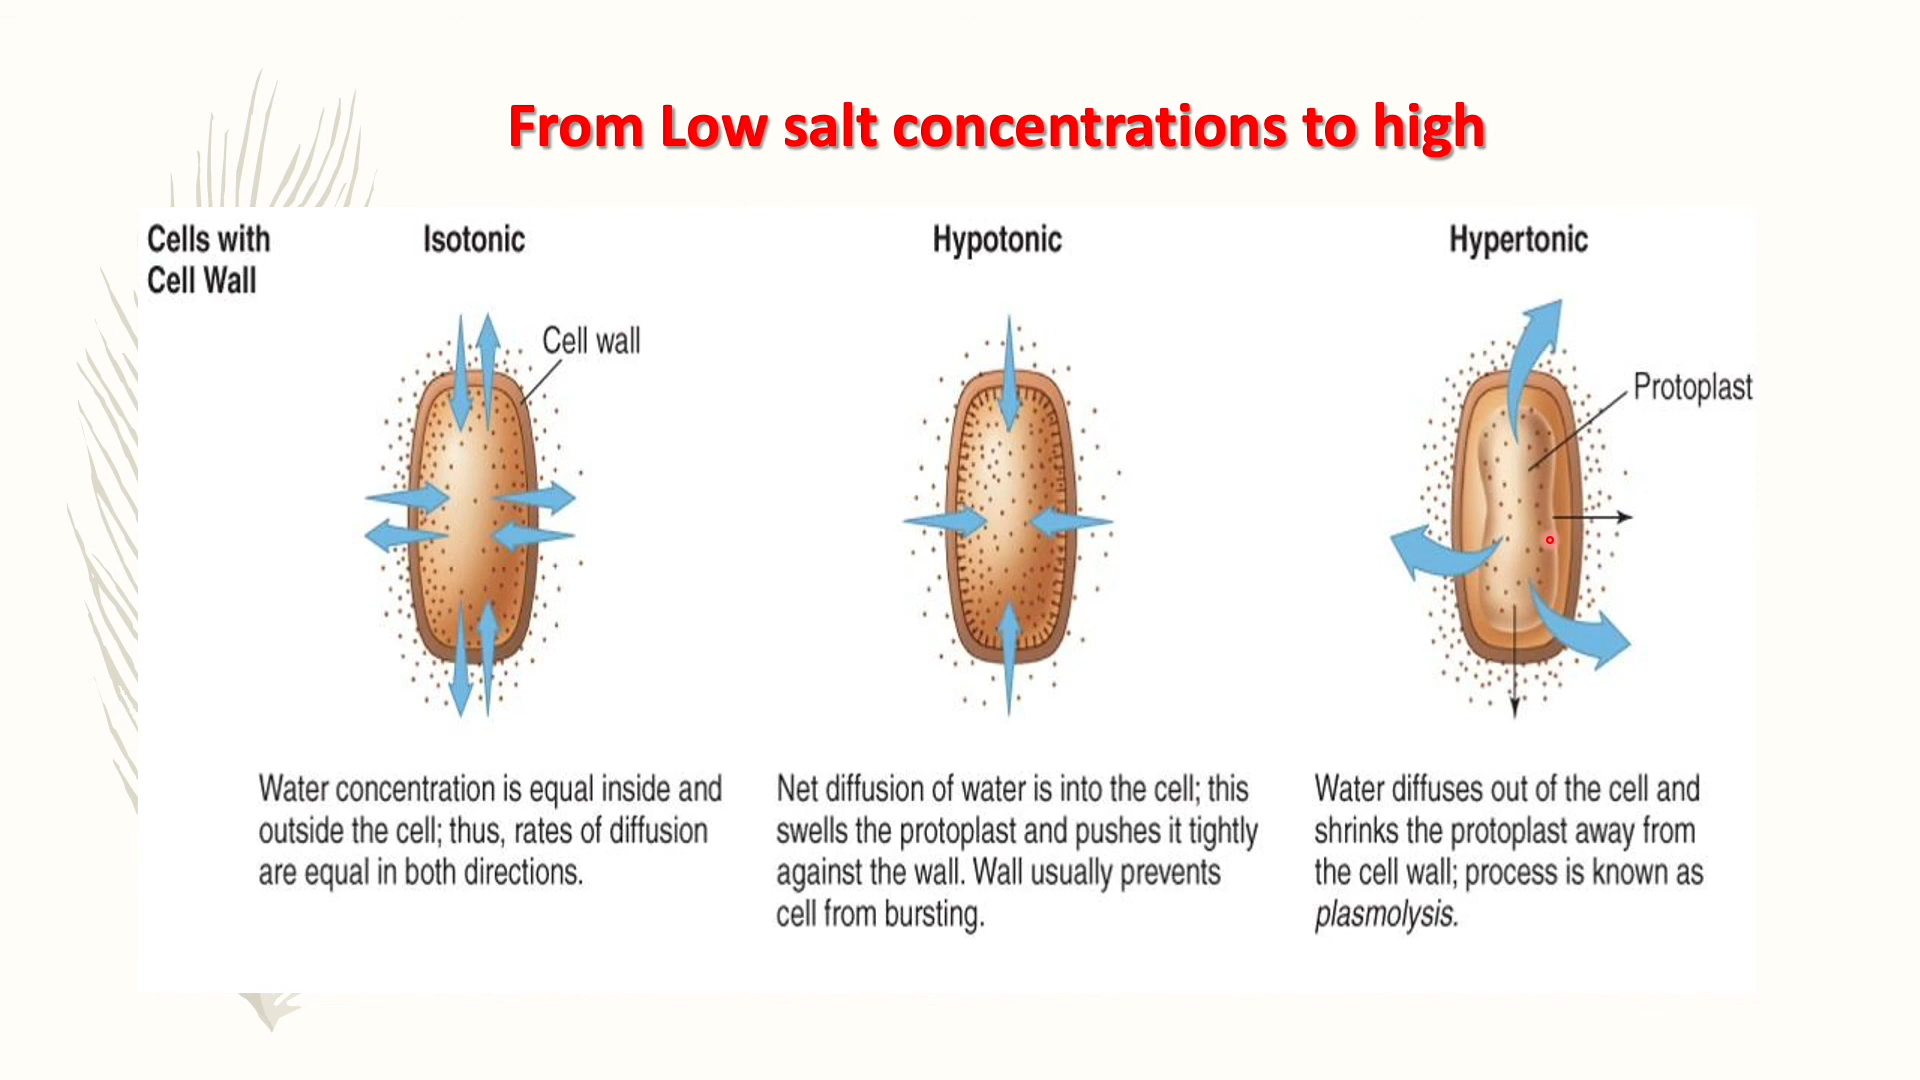 From Low salt concentrations to high
Cells with
Cell Wall
Isotonic
Hypotonic
Hypertonic
Cell wall
Protoplast
Water concentration is equal inside and
outside the cell; thus, rates of diffusion
are equal in both directions.
Net diffusion of water is into the cell; this
swells the protoplast and pushes it tightly
against the wall. Wall usually prevents
cell from bursting.
Water diffuses out of the cell and
shrinks the protoplast away from
the cell wall; process is known as
plasmolysis.